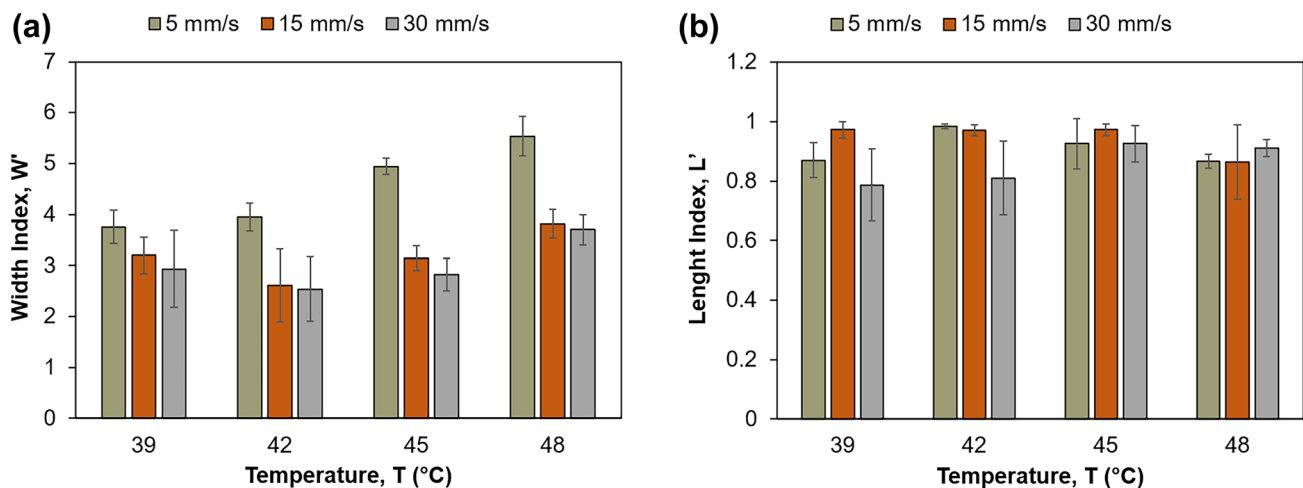 (a)
5 mm/s 15 mm/s 30 mm/s
7
6
5
4
3
2
1
0
Width Index, W'
39 42 45 48
Temperature, T (°C)
(b)
5 mm/s 15 mm/s 30 mm/s
1.2
1
0.8
0.6
0.4
0.2
0
Lenght Index, L’
39 42 45 48
Temperature, T (°C)